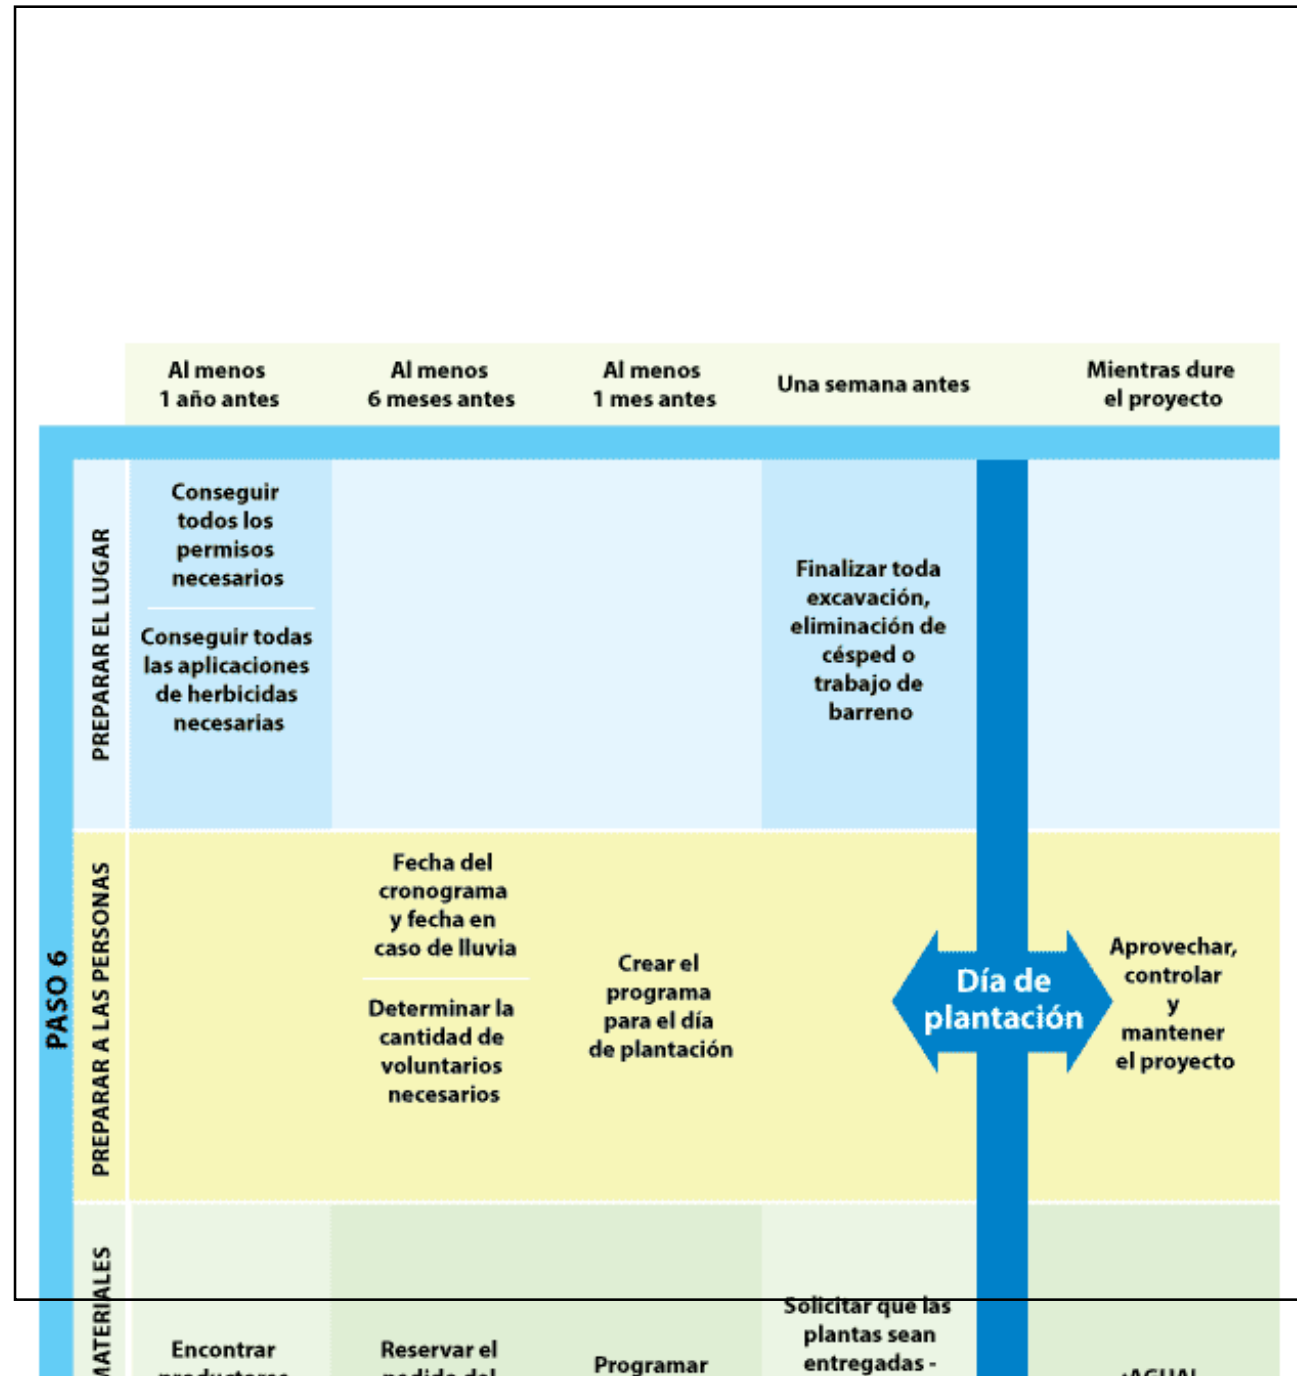 Al menos
1 año antes
Al menos
6 meses antes
Al menos
1 mes antes
Una semana antes
Mientras dure
el proyecto
PASO 6
PREPARAR EL LUGAR
Conseguir
todos los
permisos
necesarios
Conseguir todas
las aplicaciones
de herbicidas
necesarias
Finalizar toda
excavación,
eliminación de
césped o
trabajo de
barreno
PREPARAR A LAS PERSONAS
Fecha del
cronograma
y fecha en
caso de lluvia
Determinar la
cantidad de
voluntarios
necesarios
Crear el
programa
para el día
de plantación
Día de
plantación
Aprovechar,
controlar
y
mantener
el proyecto
MATERIALES
Encontrar
productores
Reservar el
pedido del
Programar
Solicitar que las
plantas sean
entregadas -